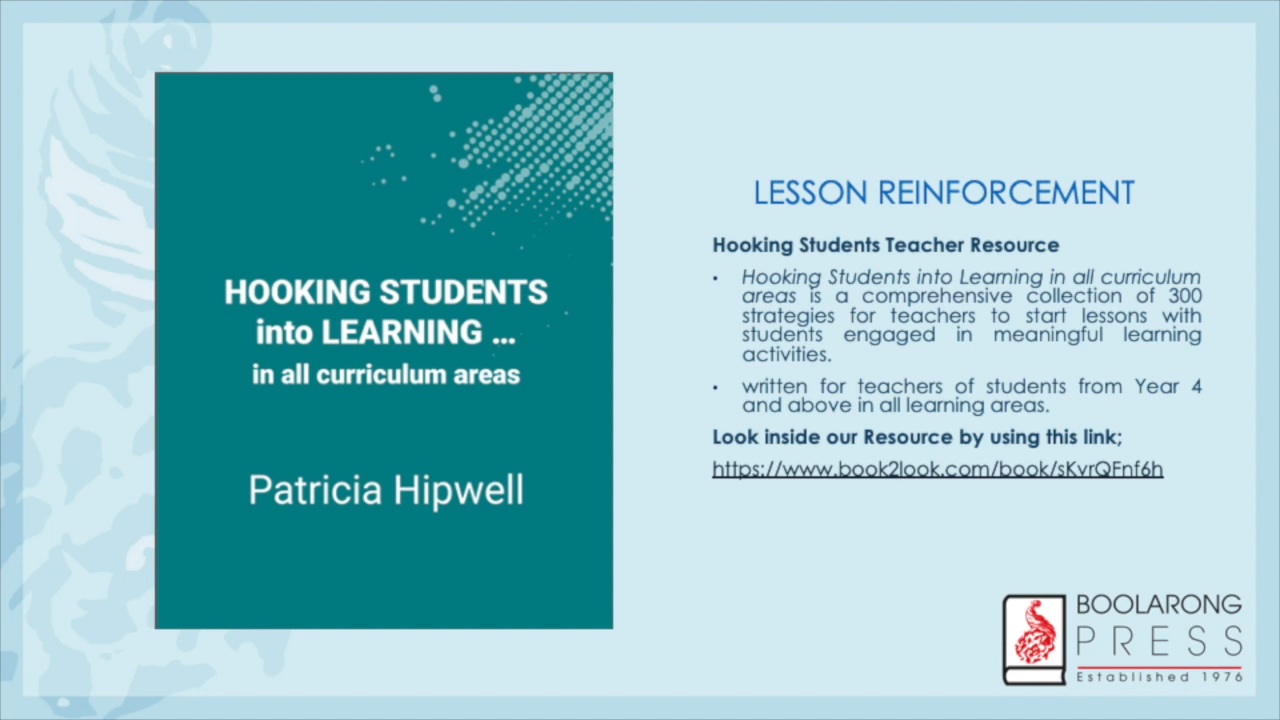 HOOKING STUDENTS
into LEARNING ...
in all curriculum areas
Patricia Hipwell
LESSON REINFORCEMENT
Hooking Students Teacher Resource
• Hooking Students into Learning in all curriculum
areas is a comprehensive collection of 300
strategies for teachers to start lessons with
students engaged in meaningful learning
activities.
• written for teachers of students from Year 4
and above in all learning areas.
Look inside our Resource by using this link;
https://www.book2look.com/book/sKvrQFnf6h
BOOLARONG
PRESS
Established 1976